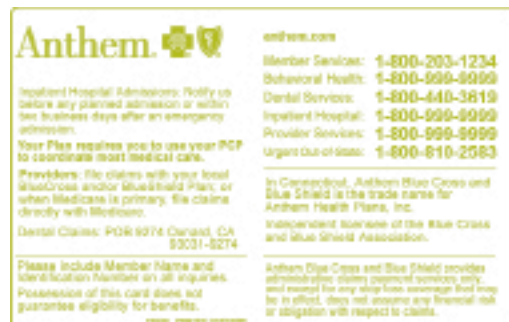 Anthem.
Inpatient Hospital Admissions: Notify us
before any planned admission or within
two business days after an emergency
admission.
Your Plan requires you to use your PCP
to coordinate most medical care.
Providers: file claims with your local
BlueCross and/or BlueShield Plan; or
when Medicare is primary, file claims
directly with Medicare.
Dental Claims: POB 9274 Oxnard, CA
93031-9274
Please include Member Name and
Identification Number on all inquiries.
Possession of this card does not
guarantee eligibility for benefits.
anthem.com
Member Services: 1-800-203-1234
Behavioral Health: 1-800-999-9999
Dental Services: 1-800-440-3619
Inpatient Hospital: 1-800-999-9999
Provider Services: 1-800-999-9999
Urgent Out-of-State: 1-800-810-2583
In Connecticut, Anthem Blue Cross and
Blue Shield is the trade name for
Anthem Health Plans, Inc.
Independent licensee of the Blue Cross
and Blue Shield Association.
Anthem Blue Cross and Blue Shield provides
administrative claims payment services only,
and except for any stop loss coverage that may
be in effect, does not assume any financial risk
or obligation with respect to claims.